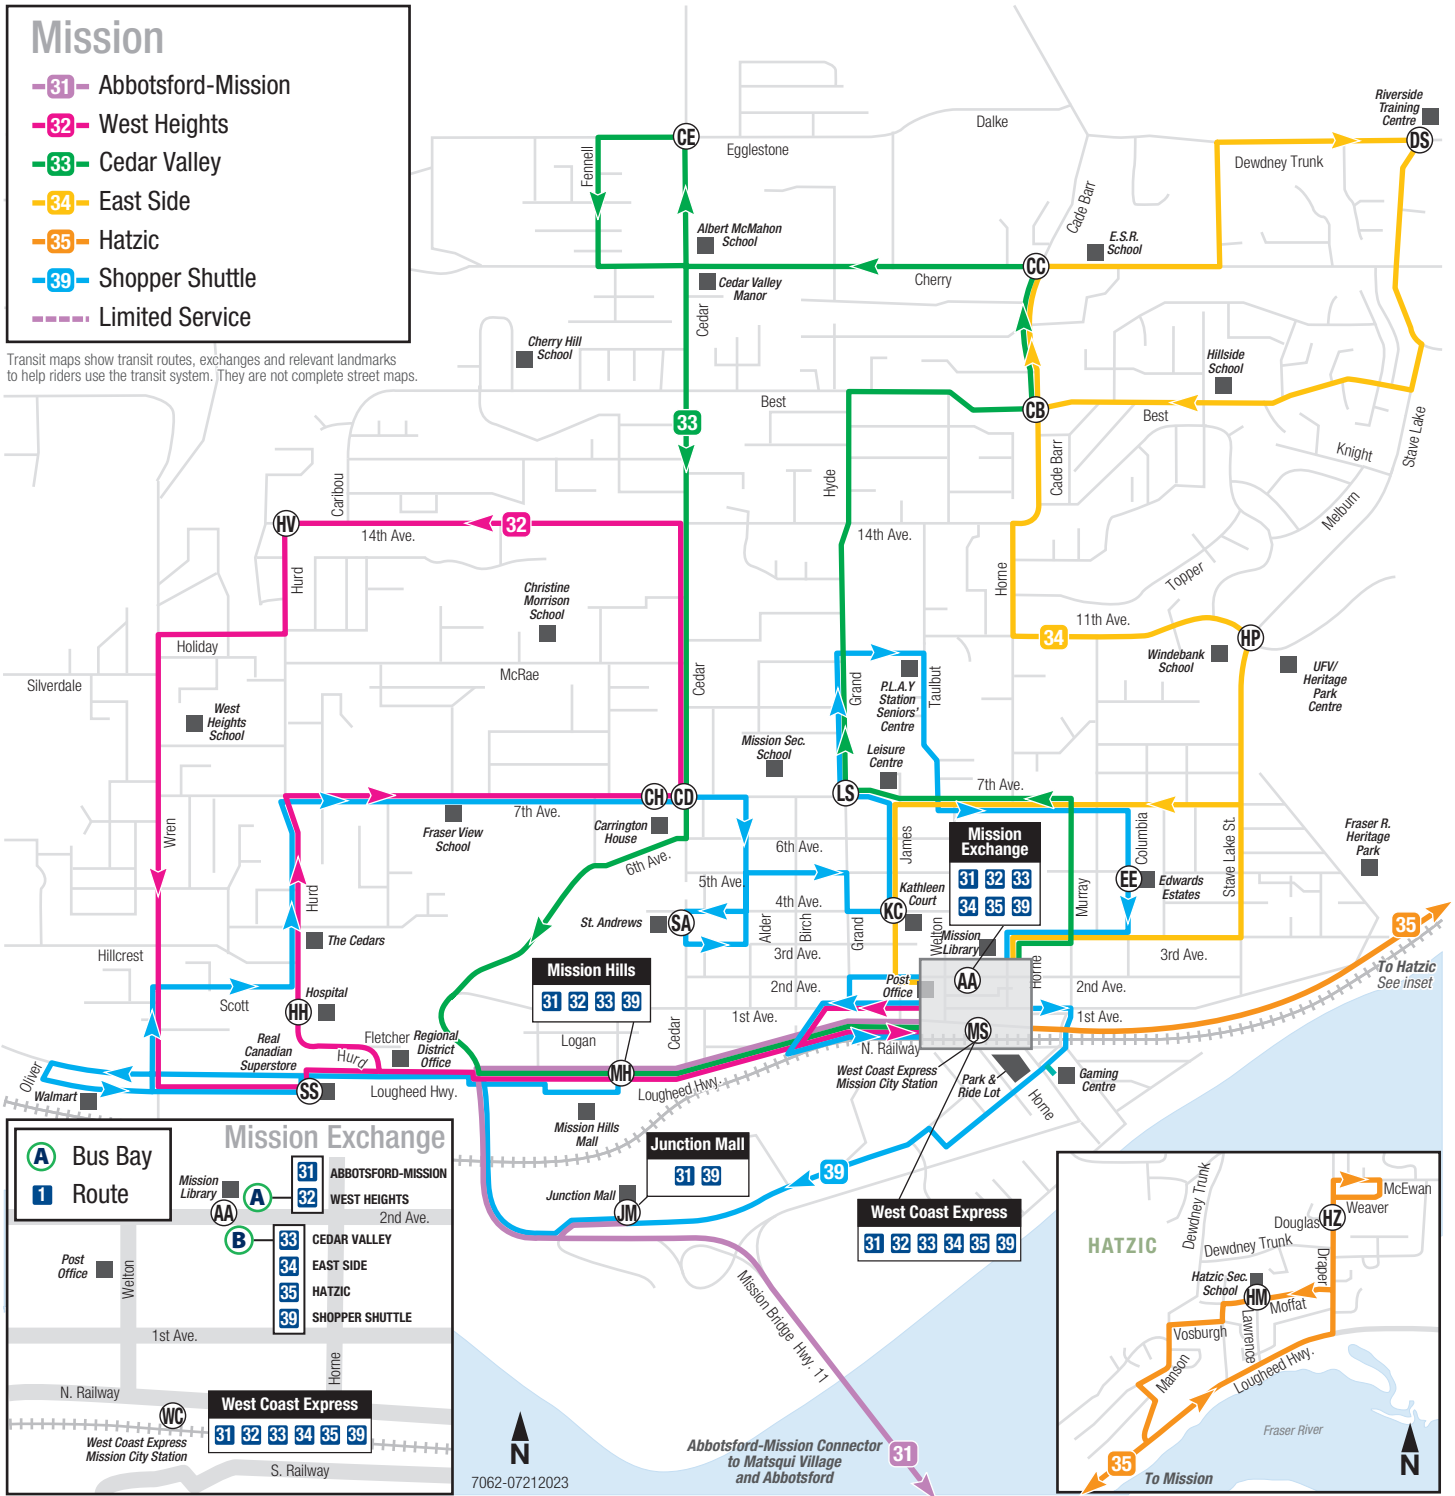 Mission
31 Abbotsford-Mission
32 West Heights
33 Cedar Valley
34 East Side
35 Hatzic
39 Shopper Shuttle
Limited Service
Transit maps show transit routes, exchanges and relevant landmarks
to help riders use the transit system. They are not complete street maps.
Riverside
Training
Centre
DS
Dalke
CE
Egglestone
Dewdney Trunk
Fennell
Cade Barr
Albert McMahon
School
E.S.R.
School
CC
Cherry
Cedar Valley
Manor
Cedar
Cherry Hill
School
Hillside
School
Best
CB
Best
33
Stave Lake
Knight
Cade Barr
Hyde
Caribou
Melburn
HV
32
14th Ave.
14th Ave.
Hurd
Horne
Topper
Christine
Morrison
School
11th Ave.
34
HP
Holiday
Windebank
School
UFV/
Heritage
Park
Centre
McRae
Silverdale
Cedar
Grand
Taulbut
P.L.A.Y
Station
Seniors'
Centre
West
Heights
School
Mission Sec.
School
Leisure
Centre
7th Ave.
CH
CD
LS
7th Ave.
Fraser View
School
Carrington
House
Wren
6th Ave.
6th Ave.
James
Mission
Exchange
31 32 33
34 35 39
Columbia
Stave Lake St.
Fraser R.
Heritage
Park
5th Ave.
EE
Edwards
Estates
Hurd
4th Ave.
Kathleen
Court
KC
Murray
St. Andrews
SA
Alder
Birch
Grand
Welton
Mission
Library
35
The Cedars
Hillcrest
3rd Ave.
3rd Ave.
Horne
To Hatzic
See inset
Mission Hills
31 32 33 39
Post
Office
AA
2nd Ave.
2nd Ave.
Scott
Hospital
HH
1st Ave.
1st Ave.
MS
Real
Canadian
Superstore
Fletcher
Regional
District
Office
Hurd
Logan
Cedar
N. Railway
West Coast Express
Mission City Station
Park &
Ride Lot
Gaming
Centre
Oliver
Walmart
SS
Lougheed Hwy.
MH
Lougheed Hwy.
Horne
Mission Hills
Mall
Junction Mall
31 39
39
Junction Mall
JM
West Coast Express
31 32 33 34 35 39
Mission Bridge Hwy. 11
Abbotsford-Mission Connector
to Matsqui Village
and Abbotsford
31
N
7062-07212023
Mission Exchange
A Bus Bay
1 Route
Mission
Library
A
31 ABBOTSFORD-MISSION
32 WEST HEIGHTS
AA
2nd Ave.
B
33 CEDAR VALLEY
34 EAST SIDE
35 HATZIC
39 SHOPPER SHUTTLE
Post
Office
Welton
1st Ave.
Horne
N. Railway
West Coast Express
31 32 33 34 35 39
WC
West Coast Express
Mission City Station
S. Railway
HATZIC
Dewdney Trunk
McEwan
Weaver
Douglas
HZ
Dewdney Trunk
Draper
Hatzic Sec.
School
HM
Moffat
Vosburgh
Lawrence
Manson
Lougheed Hwy.
Fraser River
35
To Mission
N